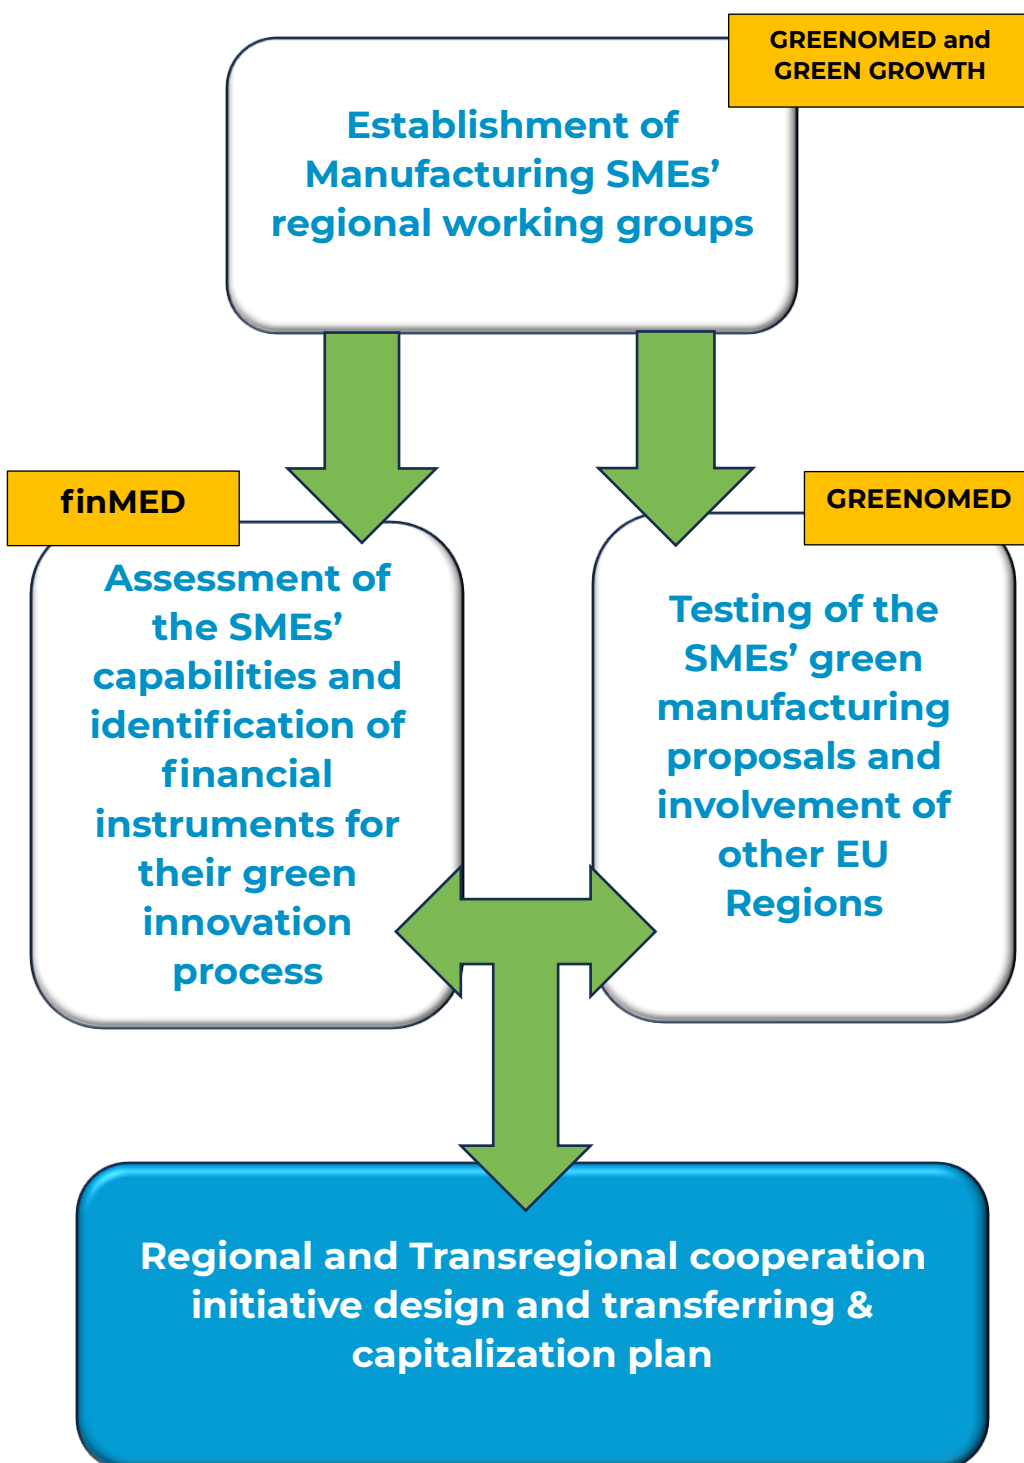 GREENOMED and
GREEN GROWTH
Establishment of
Manufacturing SMEs’
regional working groups
finMED
Assessment of
the SMEs’
capabilities and
identification of
financial
instruments for
their green
innovation
process
GREENOMED
Testing of the
SMEs’ green
manufacturing
proposals and
involvement of
other EU
Regions
Regional and Transregional cooperation
initiative design and transferring &
capitalization plan